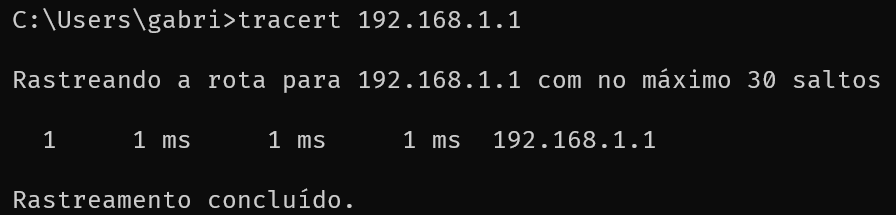 C:\Users\gabri>tracert 192.168.1.1
Rastreando a rota para 192.168.1.1 com no máximo 30 saltos
1 1 ms 1 ms 1 ms 192.168.1.1
Rastreamento concluído.